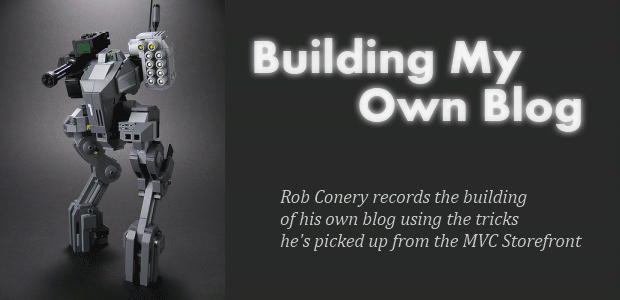 Building My
Own Blog
Rob Conery records the building
of his own blog using the tricks
he's picked up from the MVC Storefront